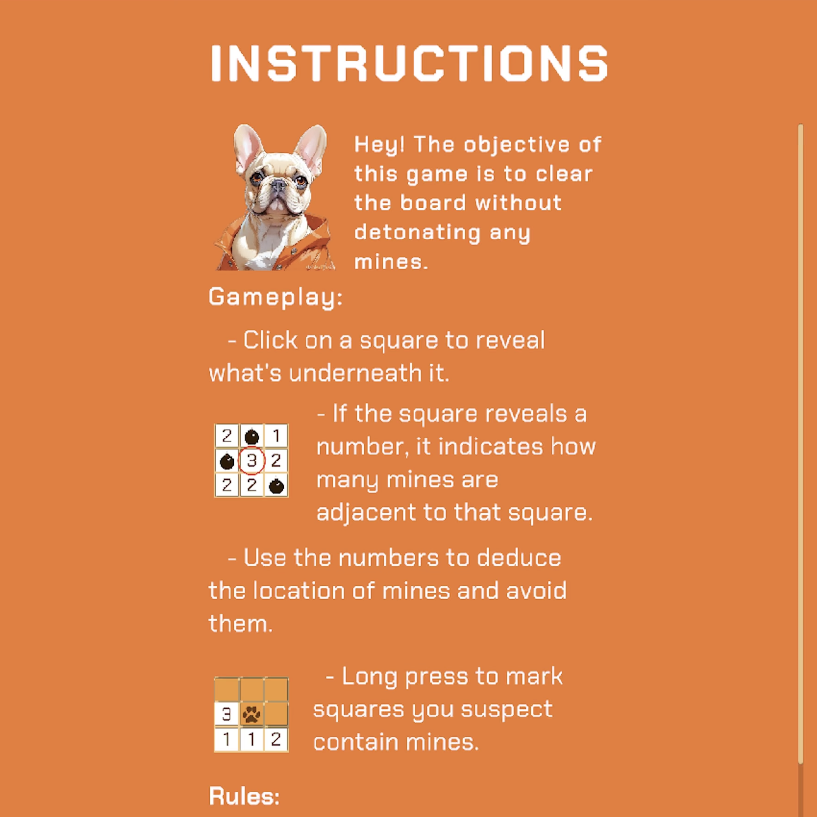 INSTRUCTIONS
Hey! The objective of
this game is to clear
the board without
detonating any
mines.
Gameplay:
- Click on a square to reveal
what's underneath it.
- If the square reveals a
number, it indicates how
many mines are
adjacent to that square.
2 1
3 2
2 2
- Use the numbers to deduce
the location of mines and avoid
them.
- Long press to mark
squares you suspect
contain mines.
3
1 1 2
Rules: